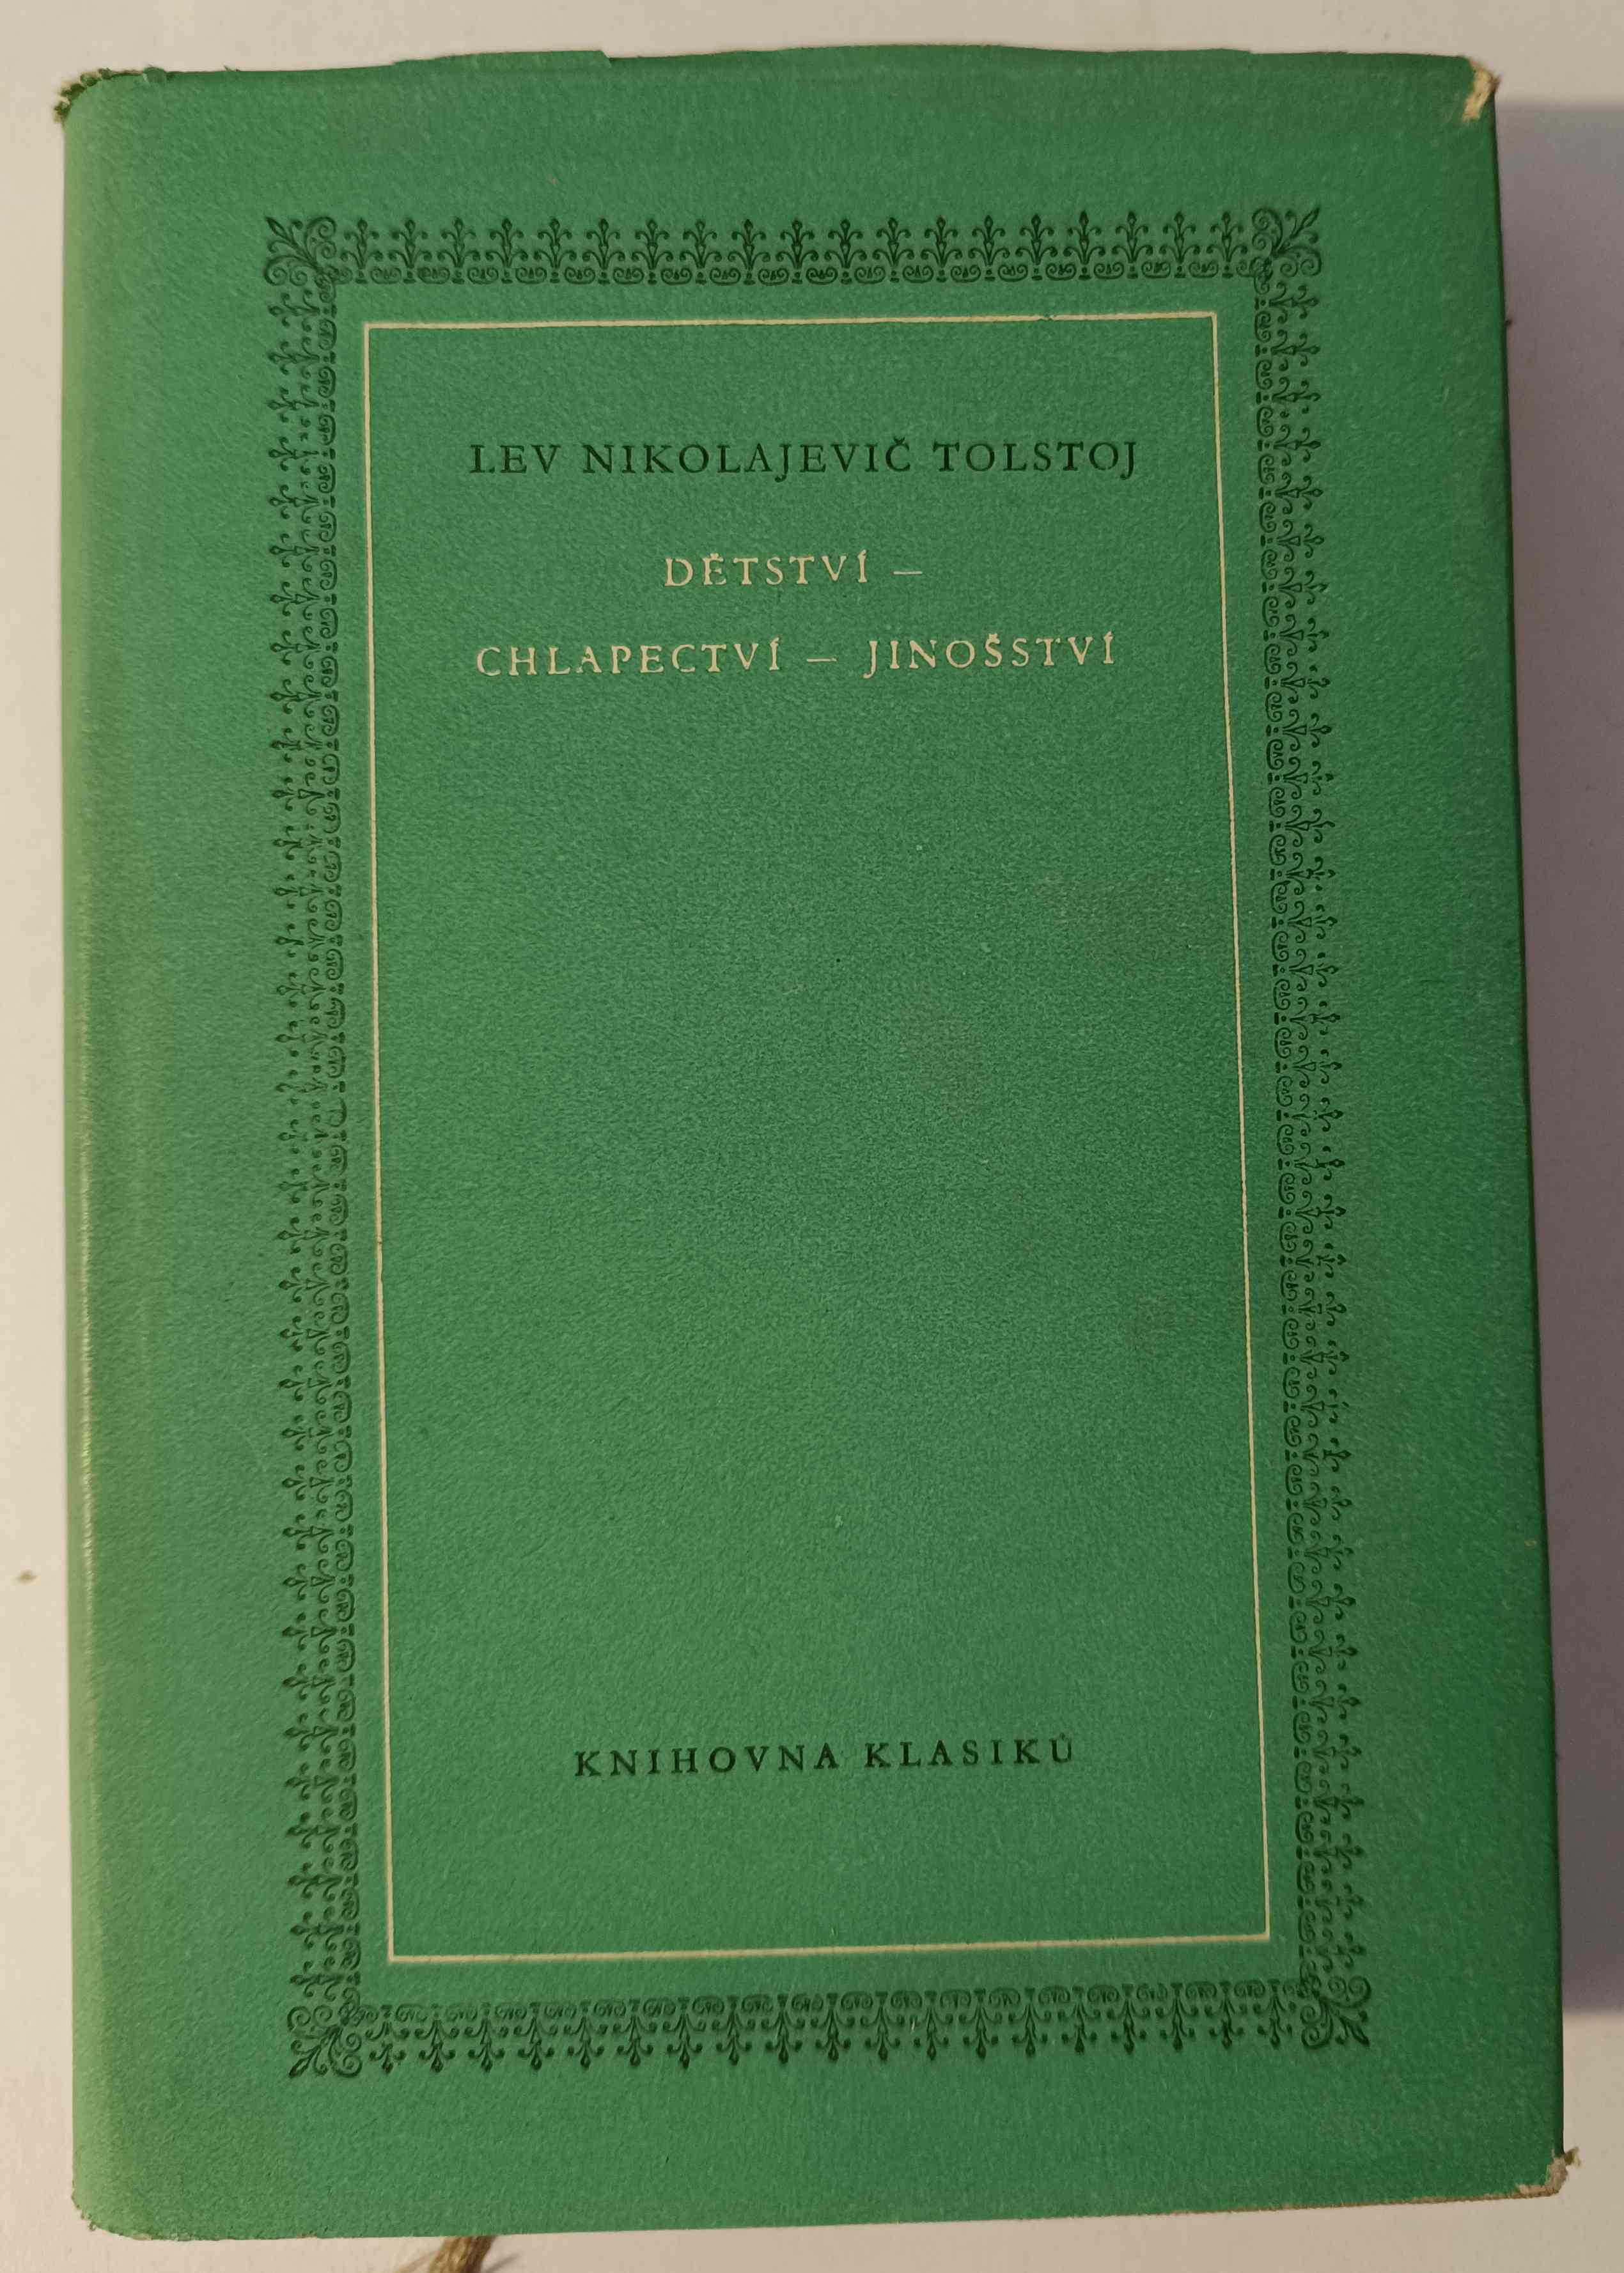 LEV NIKOLAJEVIČ TOLSTOJ
DĚTSTVÍ –
CHLAPECTVÍ – JINOŠSTVÍ
KNIHOVNA KLASIKŮ